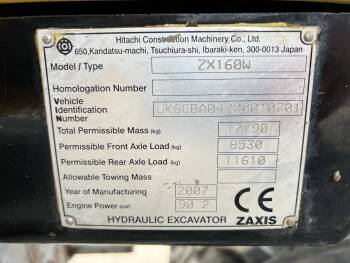 Hitachi Construction Machinery Co., Ltd.
650,Kandatsu-machi, Tsuchiura-shi, Ibaraki-ken, 300-0013 Japan
Model / Type ZX160W
Homologation Number
Vehicle
Identification
Number
Total Permissible Mass (kg) 17790
Permissible Front Axle Load (kg) 8530
Permissible Rear Axle Load (kg) 11610
Allowable Towing Mass
Year of Manufacturing 2007
Engine Power (kW) 90.2
CE
HYDRAULIC EXCAVATOR ZAXIS